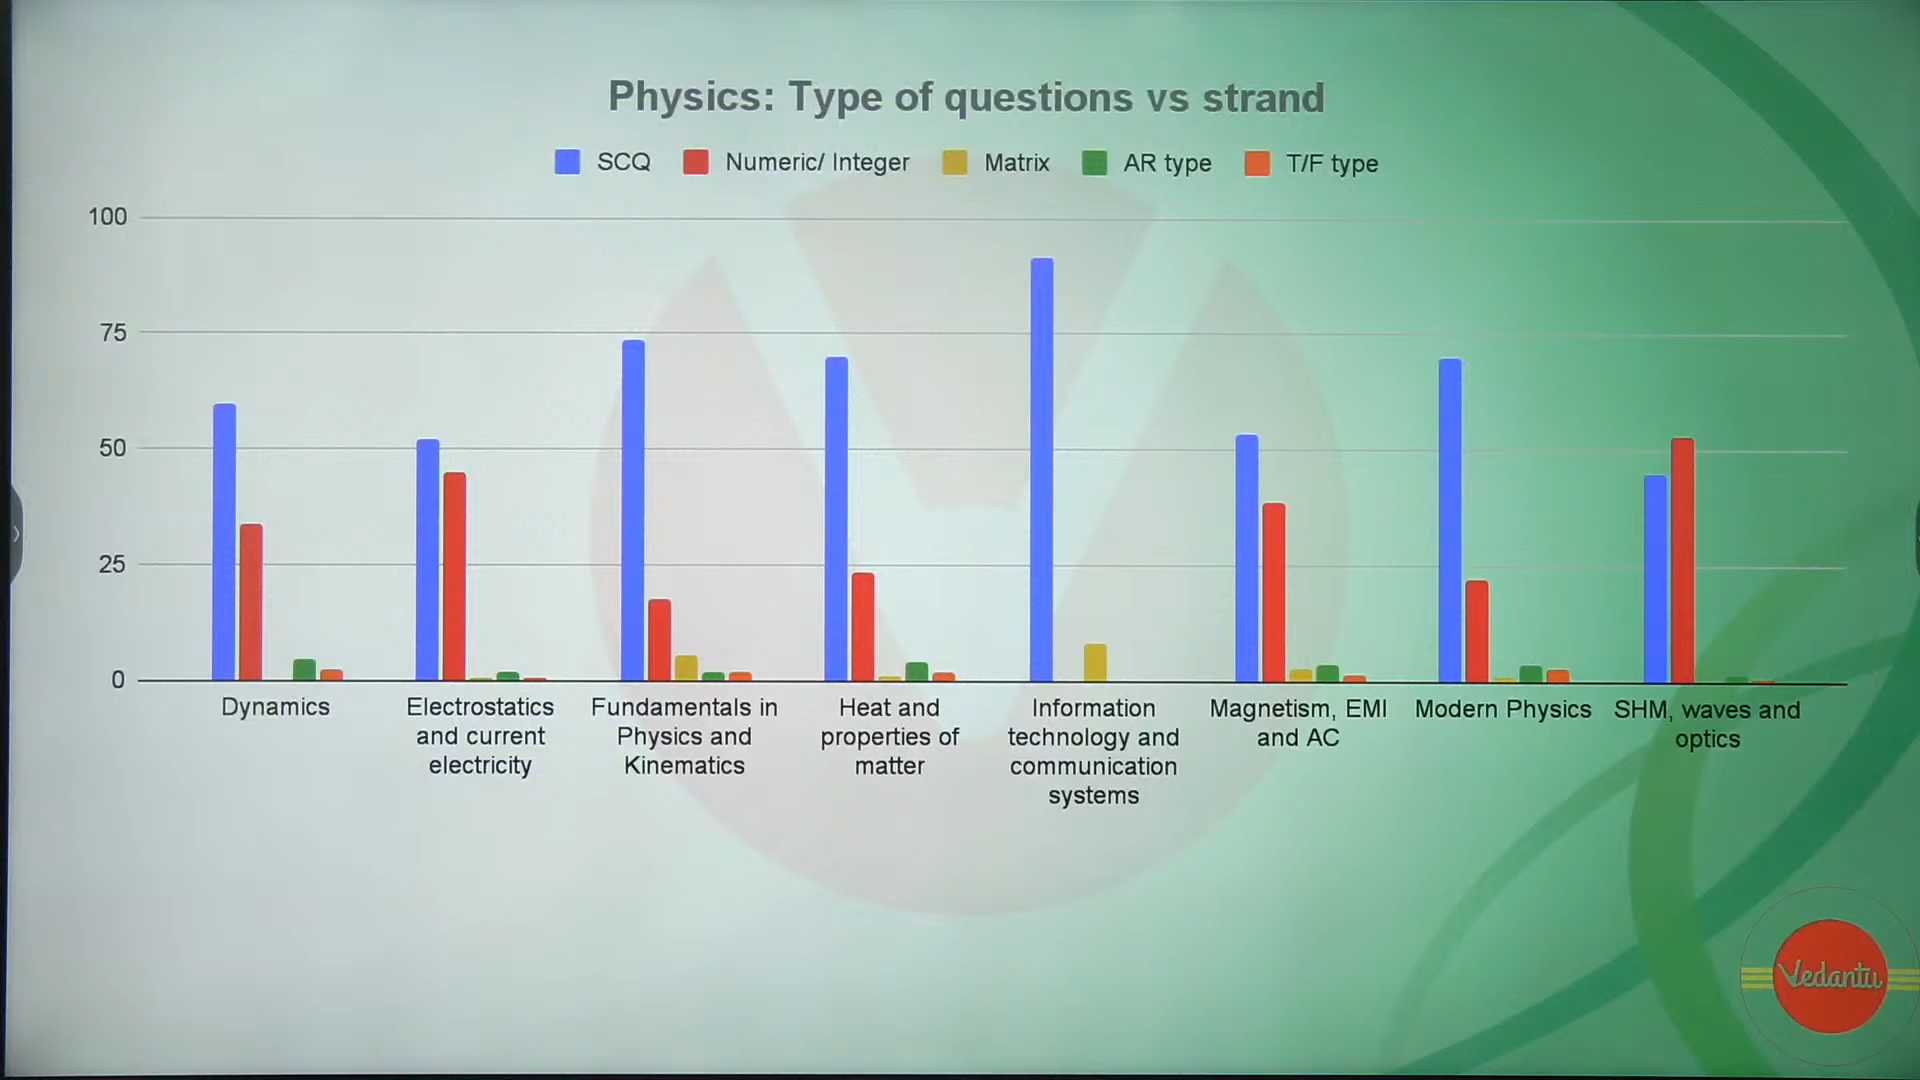 Physics: Type of questions vs strand
SCQ Numeric/ Integer Matrix AR type T/F type
100
75
50
25
0
Dynamics
Electrostatics
and current
electricity
Fundamentals in
Physics and
Kinematics
Heat and
properties of
matter
Information
technology and
communication
systems
Magnetism, EMI
and AC
Modern Physics
SHM, waves and
optics
Vedantu